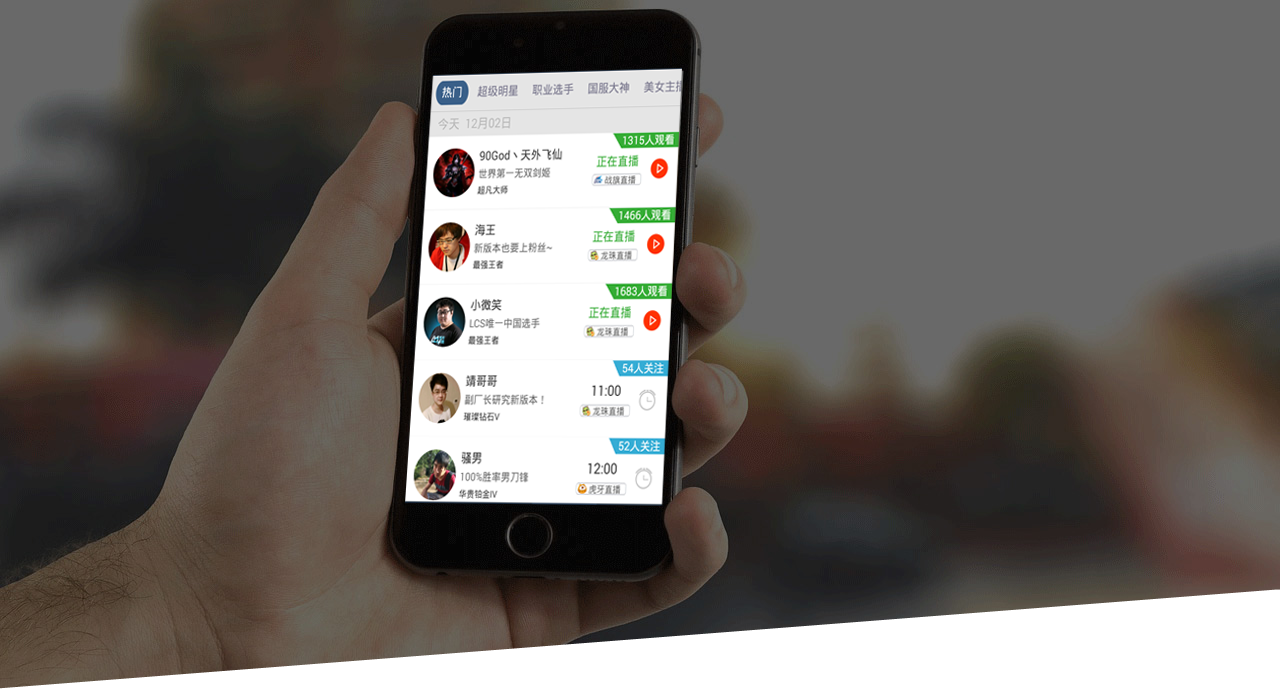 热门 超级明星 职业选手 国服大神 美女主播
今天 12月02日
1315人观看
90God丶天外飞仙
正在直播
世界第一无双剑姬
战旗直播
超凡大师
1466人观看
海王
正在直播
新版本也要上粉丝~
龙珠直播
最强王者
1683人观看
小微笑
正在直播
LCS唯一中国选手
龙珠直播
最强王者
54人关注
靖哥哥
11:00
副厂长研究新版本！
龙珠直播
璀璨钻石V
52人关注
骚男
12:00
100%胜率男刀锋
虎牙直播
华贵铂金IV